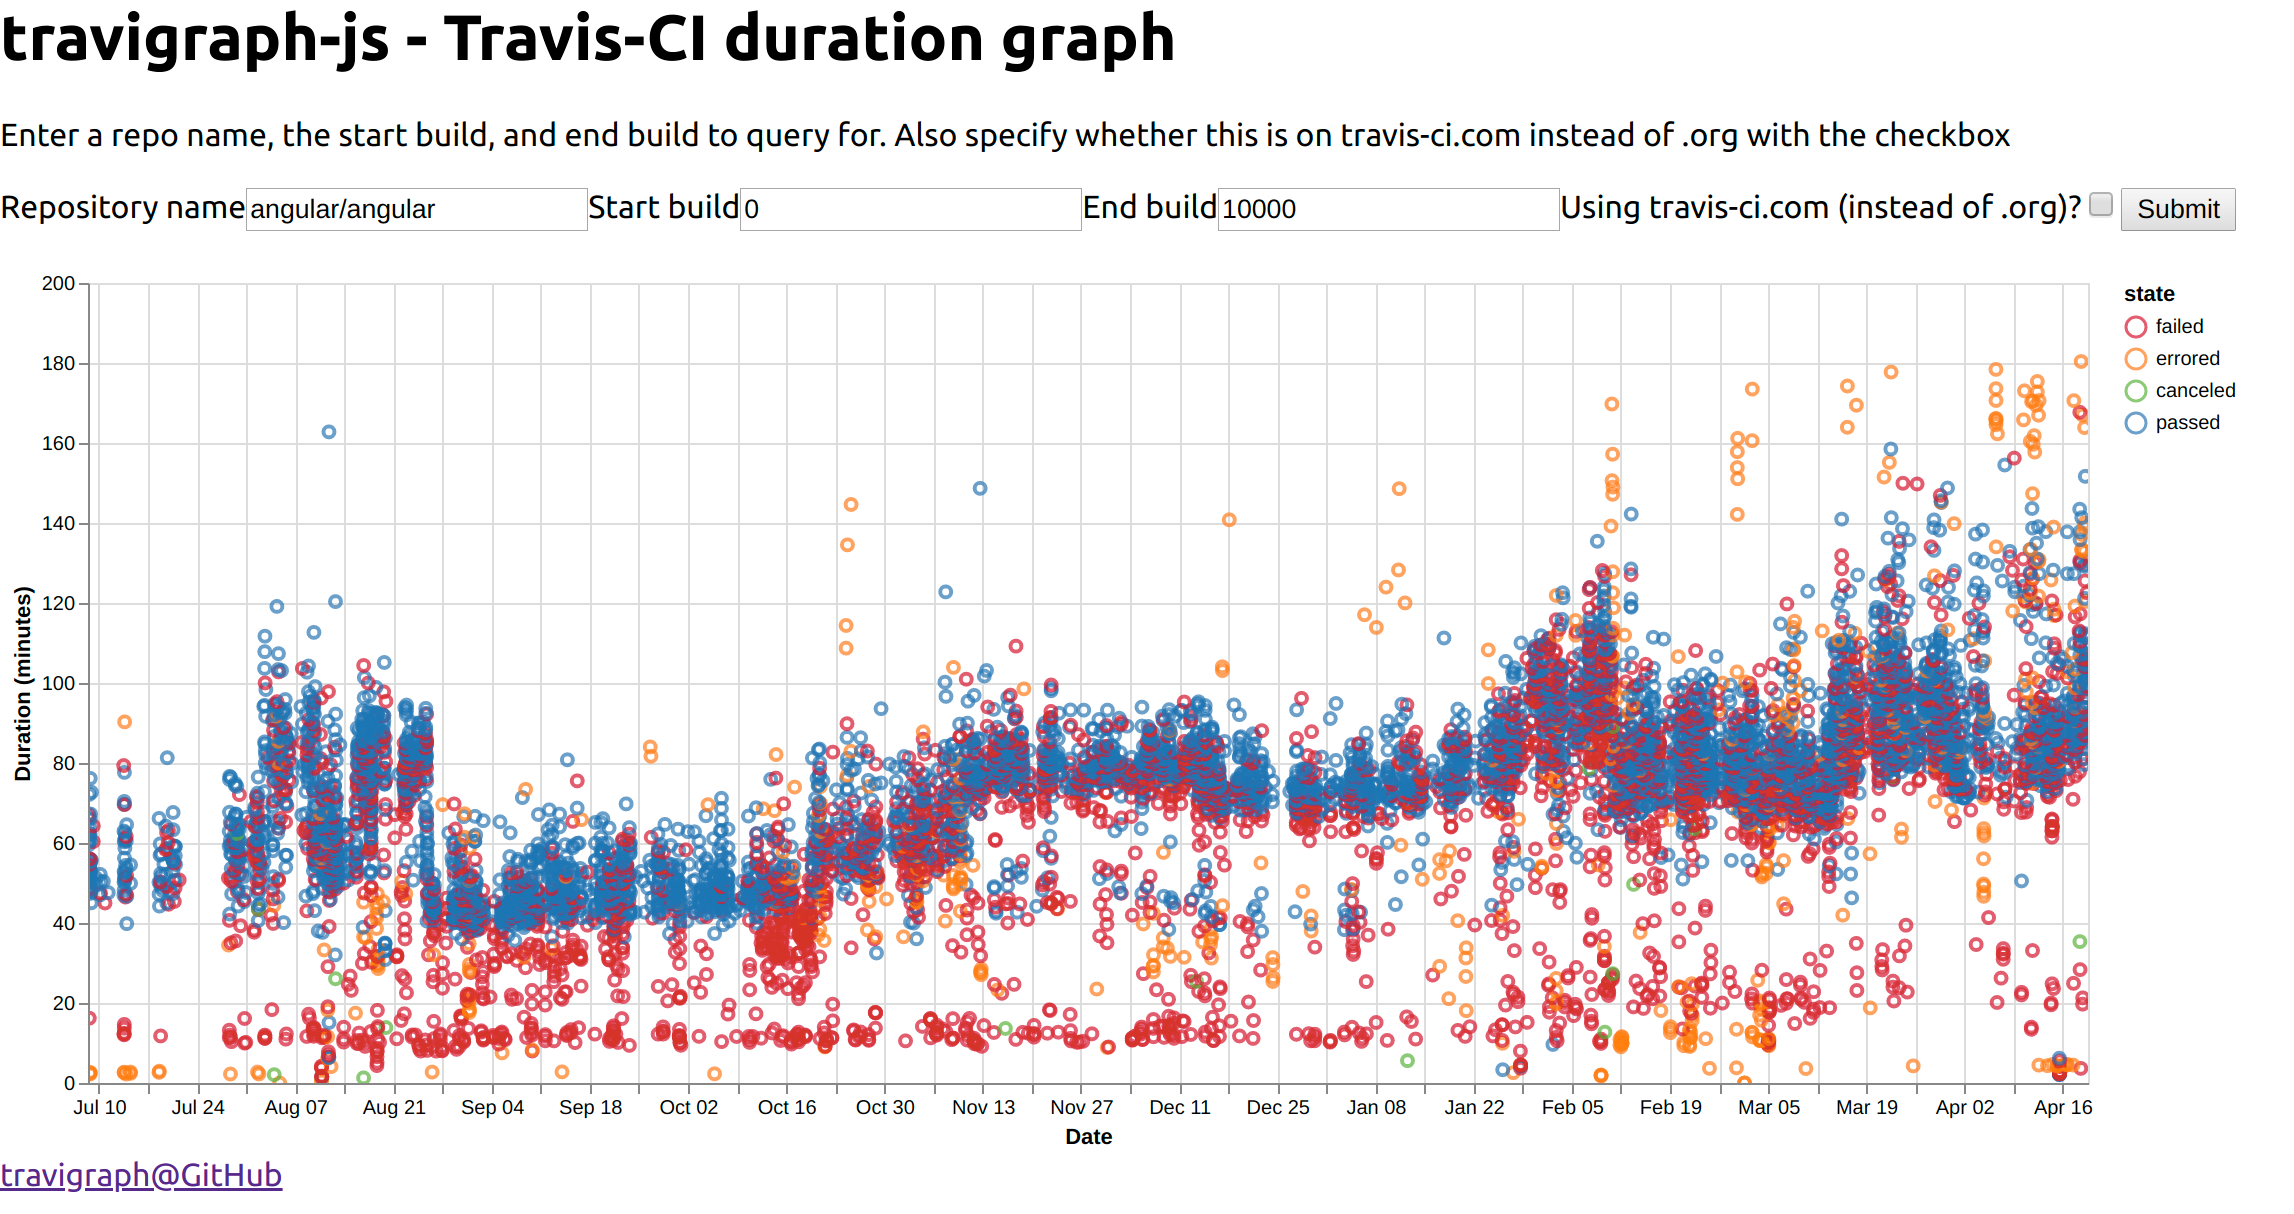 travigraph-js - Travis-CI duration graph
Enter a repo name, the start build, and end build to query for. Also specify whether this is on travis-ci.com instead of .org with the checkbox
Repository name angular/angular Start build 0 End build 10000 Using travis-ci.com (instead of .org)? Submit
200
180
160
140
120
100
80
60
40
20
0
Duration (minutes)
Jul 10 Jul 24 Aug 07 Aug 21 Sep 04 Sep 18 Oct 02 Oct 16 Oct 30 Nov 13 Nov 27 Dec 11 Dec 25 Jan 08 Jan 22 Feb 05 Feb 19 Mar 05 Mar 19 Apr 02 Apr 16
Date
state
failed
errored
canceled
passed
travigraph@GitHub